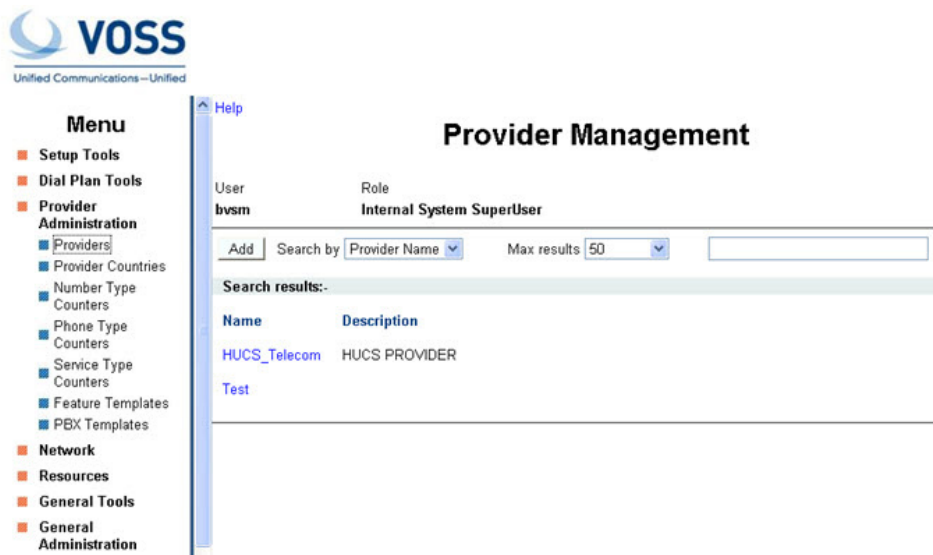 VOSS
Unified Communications—Unified
Menu
Setup Tools
Dial Plan Tools
Provider
Administration
Providers
Provider Countries
Number Type
Counters
Phone Type
Counters
Service Type
Counters
Feature Templates
PBX Templates
Network
Resources
General Tools
General
Administration
Help
Provider Management
User Role
bvsm Internal System SuperUser
Add Search by Provider Name Max results 50
Search results:-
Name Description
HUCS_Telecom HUCS PROVIDER
Test